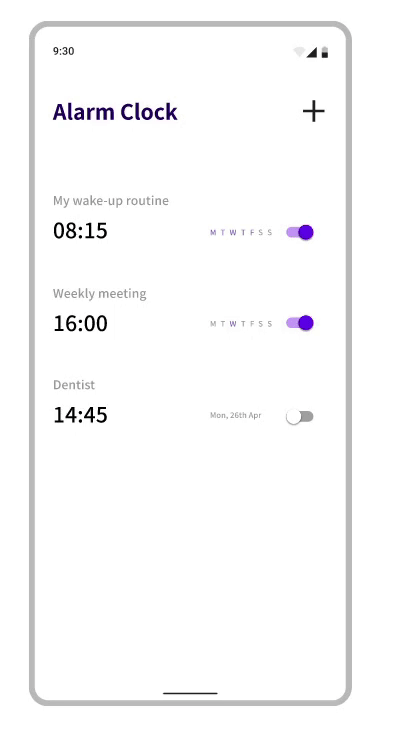 9:30
Alarm Clock
My wake-up routine
08:15 M T W T F S S
Weekly meeting
16:00 M T W T F S S
Dentist
14:45 Mon, 26th Apr